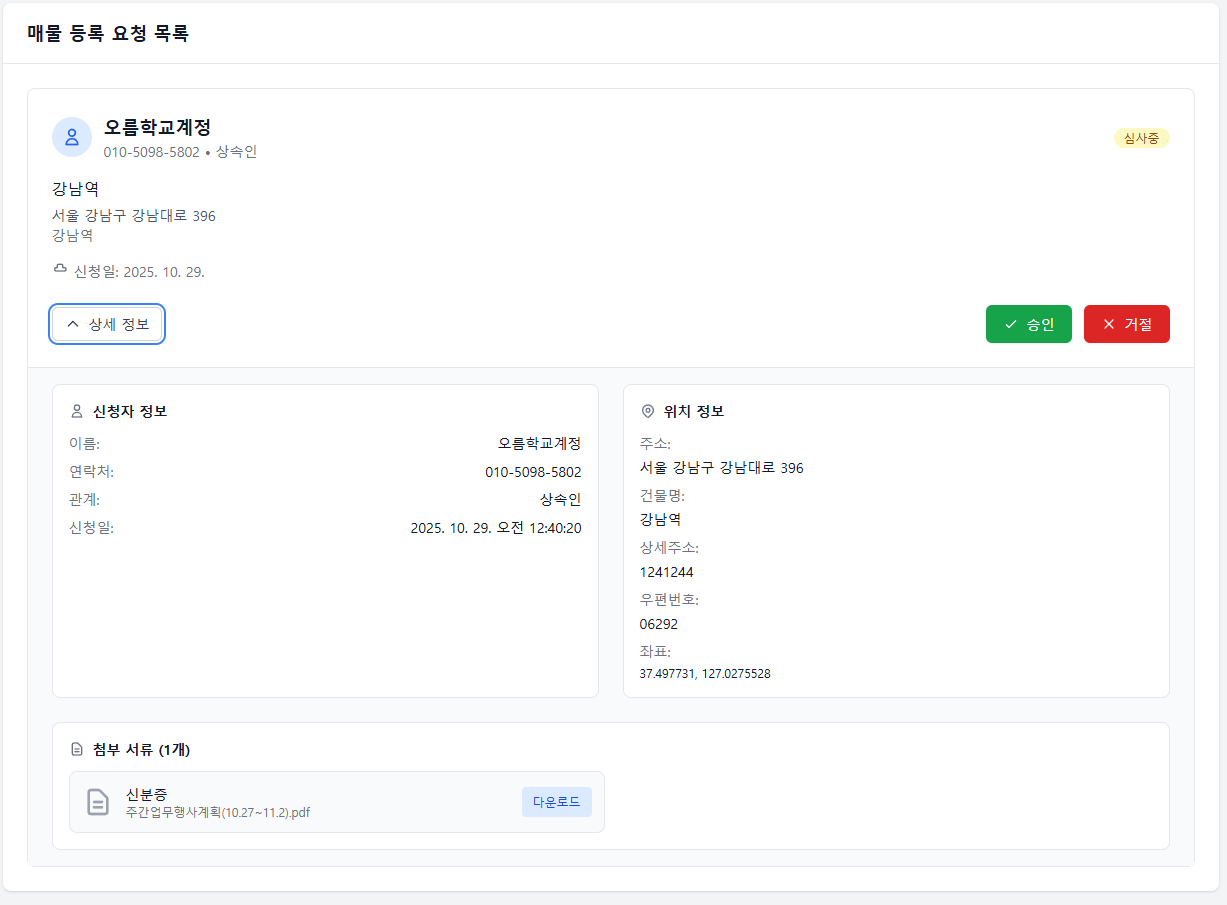 매물 등록 요청 목록
오름학교계정
010-5098-5802 • 상속인
심사중
강남역
서울 강남구 강남대로 396
강남역
신청일: 2025. 10. 29.
상세 정보
승인
거절
신청자 정보
이름: 오름학교계정
연락처: 010-5098-5802
관계: 상속인
신청일: 2025. 10. 29. 오전 12:40:20
위치 정보
주소:
서울 강남구 강남대로 396
건물명:
강남역
상세주소:
1241244
우편번호:
06292
좌표:
37.497731, 127.0275528
첨부 서류 (1개)
신분증
주간업무행사계획(10.27~11.2).pdf
다운로드